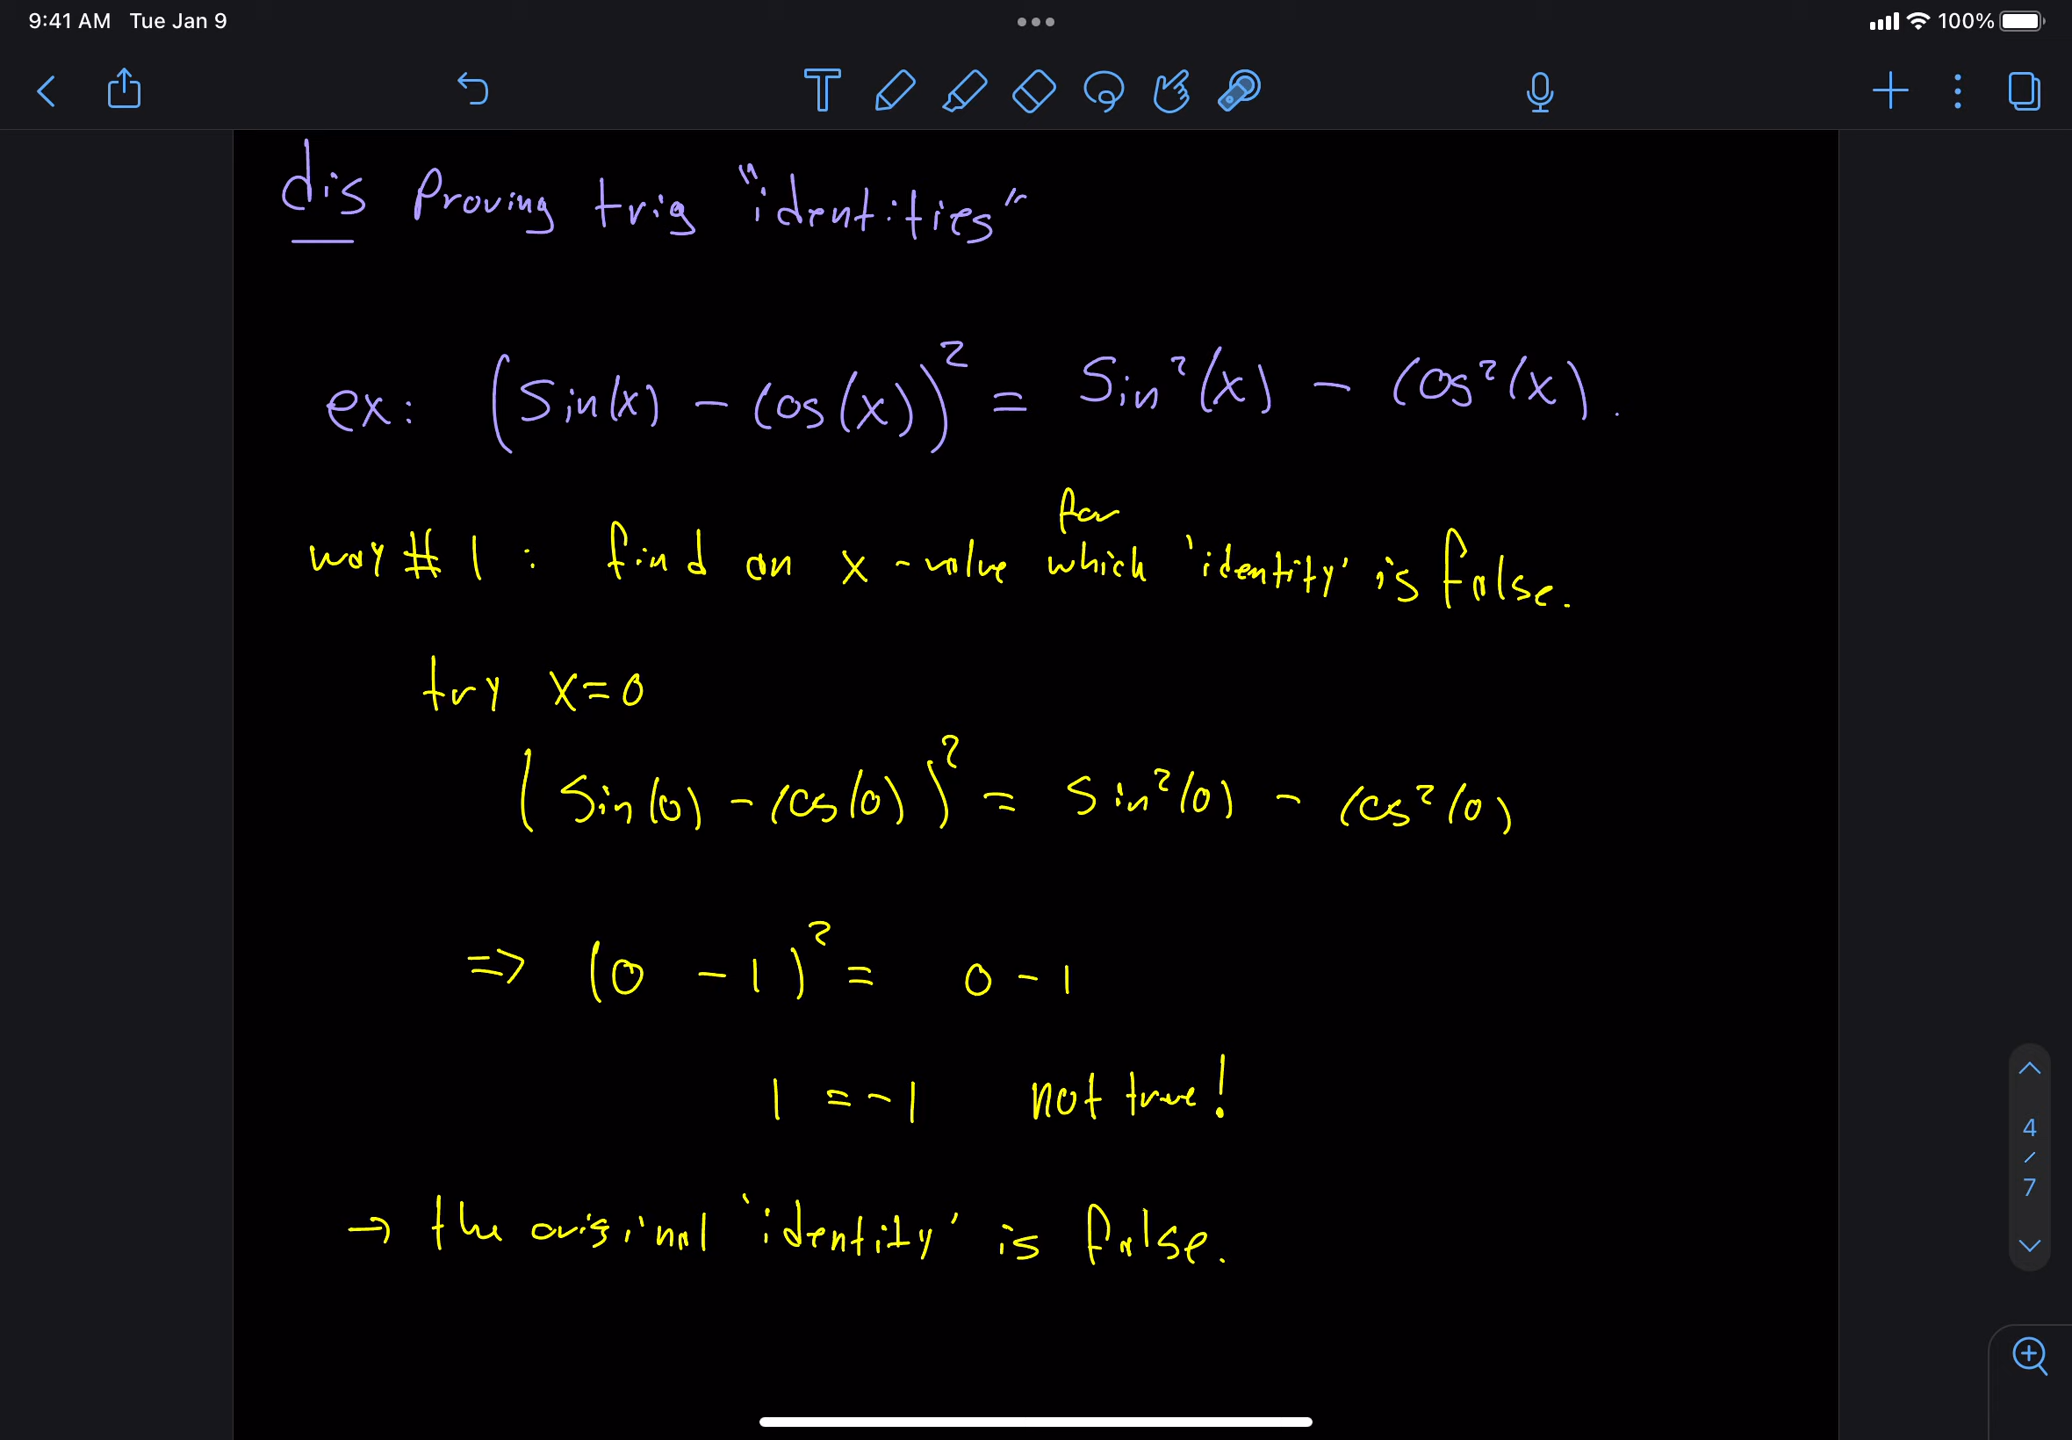 9:41 AM Tue Jan 9
100%
dis Proving trig "identities"
ex: (Sin(x) - Cos(x))² = Sin²(x) - Cos²(x).
for
way # 1 : find an x-value which 'identity' is false.
try x=0
(Sin(0) - Cos(0))² = Sin²(0) - Cos²(0)
=> (0 - 1)² = 0 - 1
1 = -1 not true!
→ the original 'identity' is false.
4
/
7